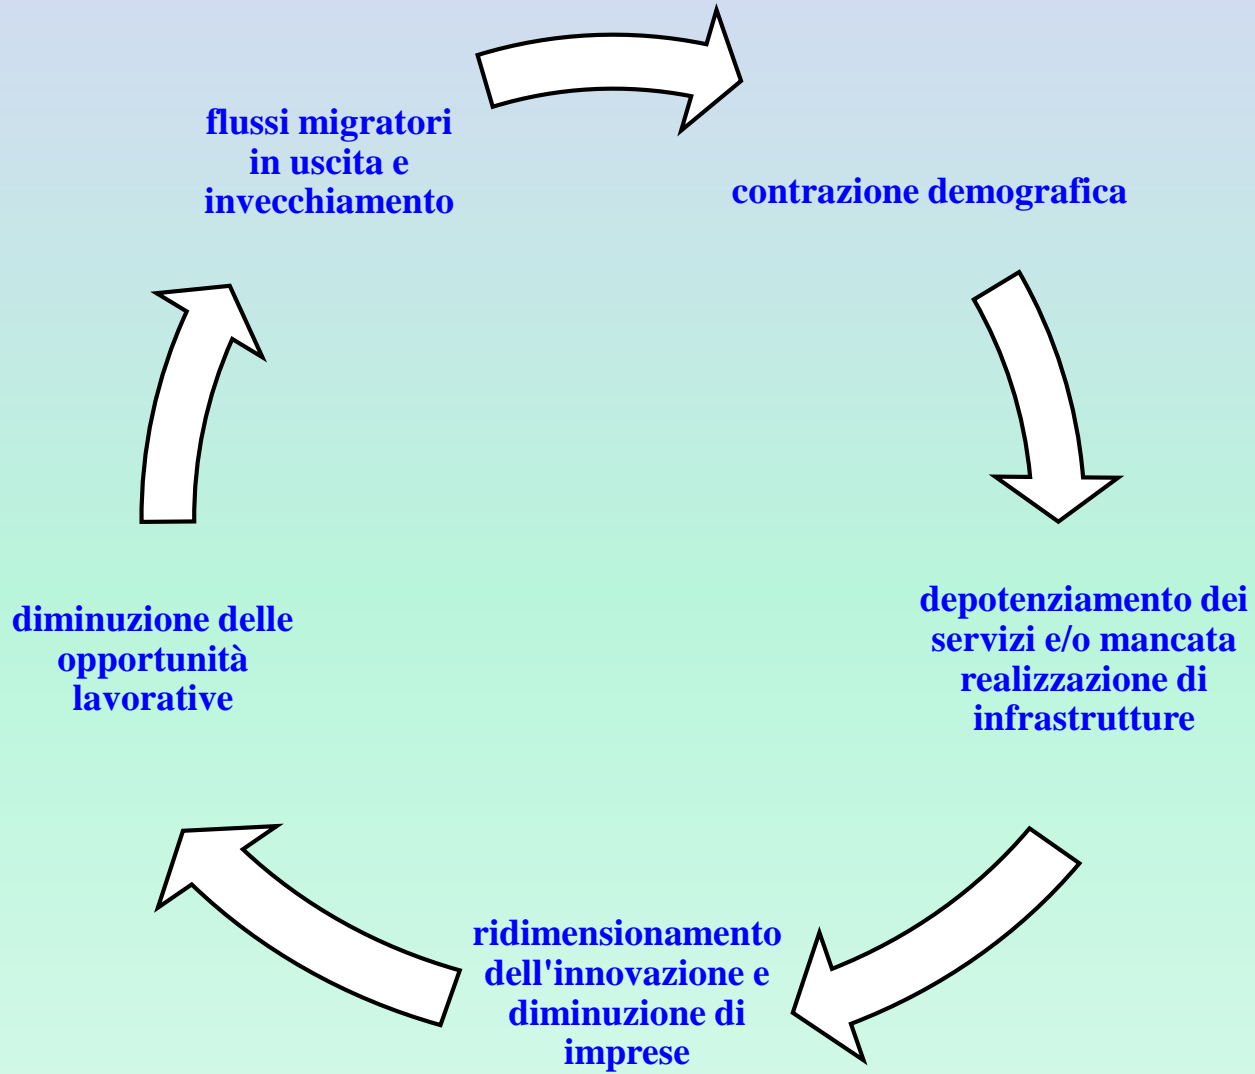 flussi migratori
in uscita e
invecchiamento
contrazione demografica
depotenziamento dei
servizi e/o mancata
realizzazione di
infrastrutture
ridimensionamento
dell'innovazione e
diminuzione di
imprese
diminuzione delle
opportunità
lavorative